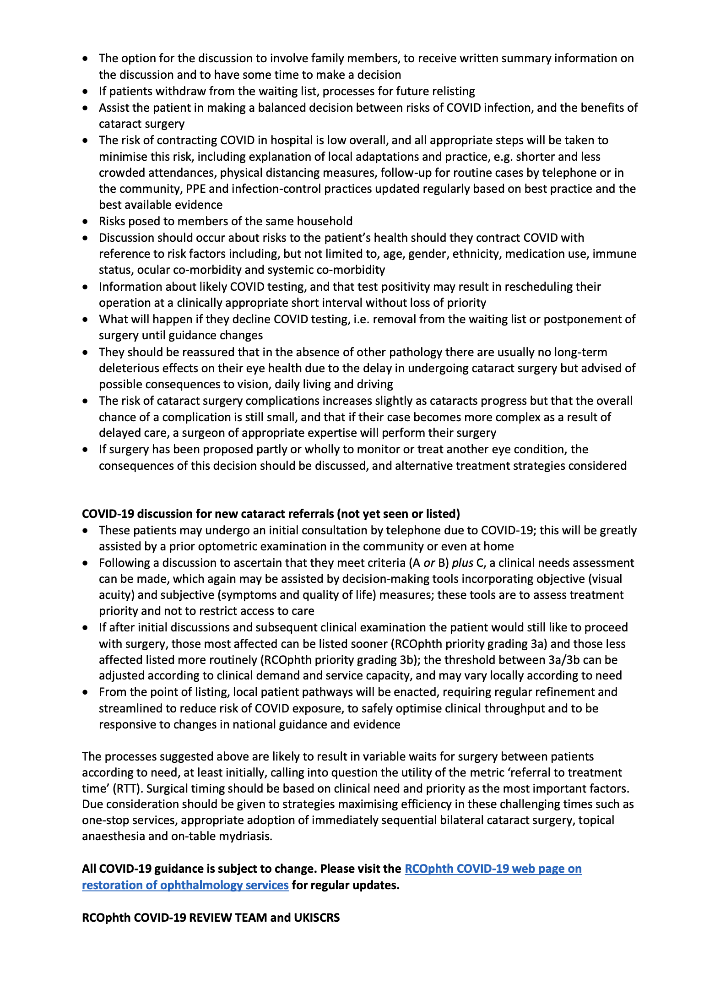 • The option for the discussion to involve family members, to receive written summary information on
the discussion and to have some time to make a decision
• If patients withdraw from the waiting list, processes for future relisting
• Assist the patient in making a balanced decision between risks of COVID infection, and the benefits of
cataract surgery
• The risk of contracting COVID in hospital is low overall, and all appropriate steps will be taken to
minimise this risk, including explanation of local adaptations and practice, e.g. shorter and less
crowded attendances, physical distancing measures, follow-up for routine cases by telephone or in
the community, PPE and infection-control practices updated regularly based on best practice and the
best available evidence
• Risks posed to members of the same household
• Discussion should occur about risks to the patient’s health should they contract COVID with
reference to risk factors including, but not limited to, age, gender, ethnicity, medication use, immune
status, ocular co-morbidity and systemic co-morbidity
• Information about likely COVID testing, and that test positivity may result in rescheduling their
operation at a clinically appropriate short interval without loss of priority
• What will happen if they decline COVID testing, i.e. removal from the waiting list or postponement of
surgery until guidance changes
• They should be reassured that in the absence of other pathology there are usually no long-term
deleterious effects on their eye health due to the delay in undergoing cataract surgery but advised of
possible consequences to vision, daily living and driving
• The risk of cataract surgery complications increases slightly as cataracts progress but that the overall
chance of a complication is still small, and that if their case becomes more complex as a result of
delayed care, a surgeon of appropriate expertise will perform their surgery
• If surgery has been proposed partly or wholly to monitor or treat another eye condition, the
consequences of this decision should be discussed, and alternative treatment strategies considered
COVID-19 discussion for new cataract referrals (not yet seen or listed)
• These patients may undergo an initial consultation by telephone due to COVID-19; this will be greatly
assisted by a prior optometric examination in the community or even at home
• Following a discussion to ascertain that they meet criteria (A or B) plus C, a clinical needs assessment
can be made, which again may be assisted by decision-making tools incorporating objective (visual
acuity) and subjective (symptoms and quality of life) measures; these tools are to assess treatment
priority and not to restrict access to care
• If after initial discussions and subsequent clinical examination the patient would still like to proceed
with surgery, those most affected can be listed sooner (RCOphth priority grading 3a) and those less
affected listed more routinely (RCOphth priority grading 3b); the threshold between 3a/3b can be
adjusted according to clinical demand and service capacity, and may vary locally according to need
• From the point of listing, local patient pathways will be enacted, requiring regular refinement and
streamlined to reduce risk of COVID exposure, to safely optimise clinical throughput and to be
responsive to changes in national guidance and evidence
The processes suggested above are likely to result in variable waits for surgery between patients
according to need, at least initially, calling into question the utility of the metric ‘referral to treatment
time’ (RTT). Surgical timing should be based on clinical need and priority as the most important factors.
Due consideration should be given to strategies maximising efficiency in these challenging times such as
one-stop services, appropriate adoption of immediately sequential bilateral cataract surgery, topical
anaesthesia and on-table mydriasis.
All COVID-19 guidance is subject to change. Please visit the RCOphth COVID-19 web page on
restoration of ophthalmology services for regular updates.
RCOphth COVID-19 REVIEW TEAM and UKISCRS